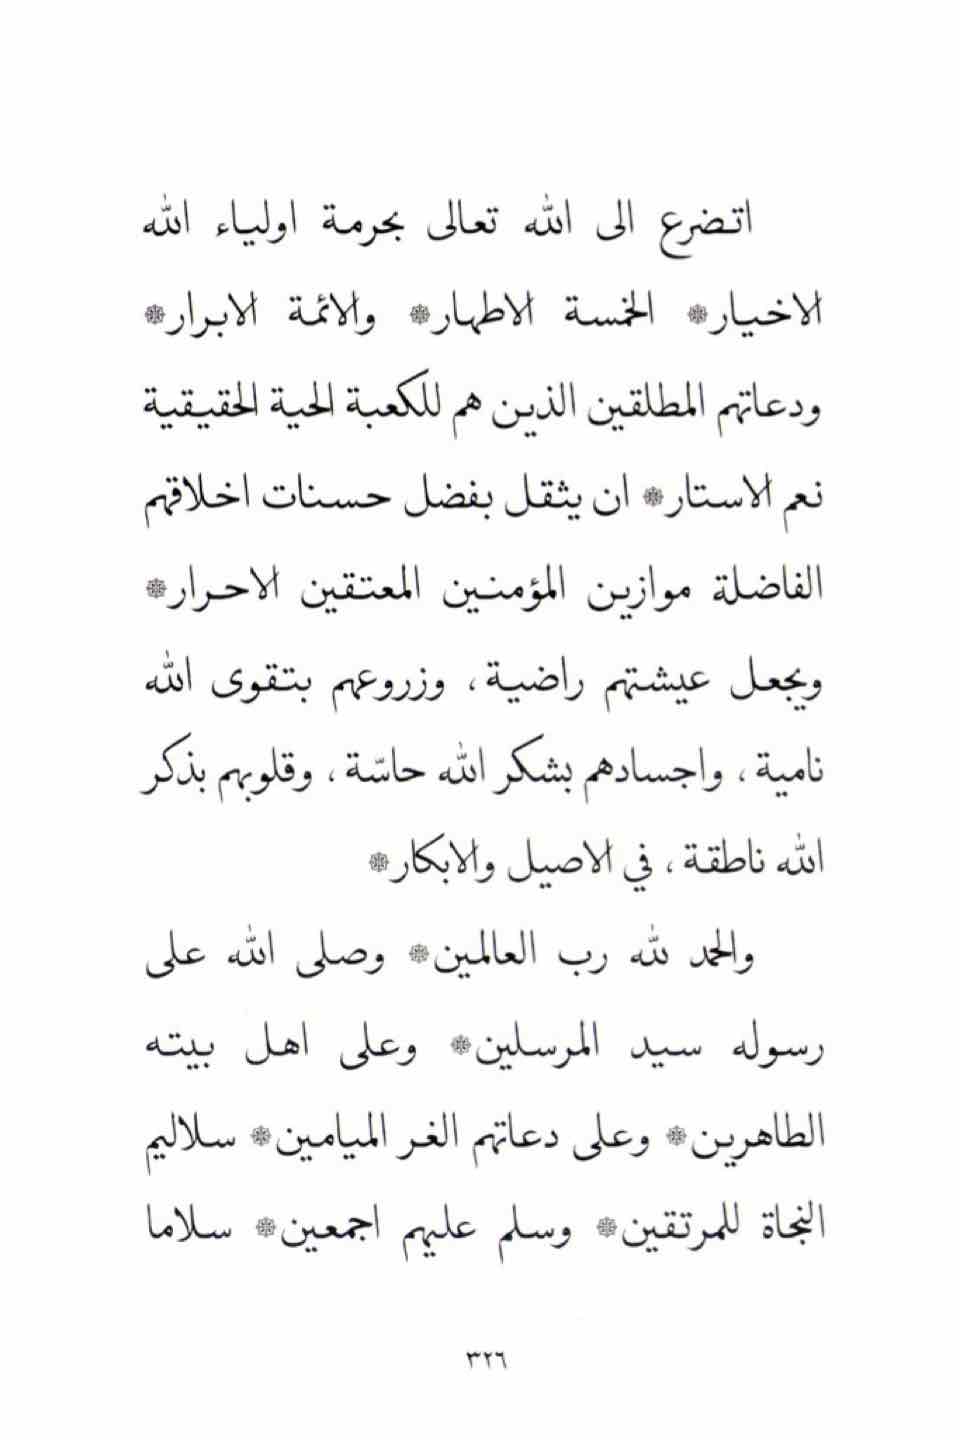 اتضرع الى الله تعالى بحرمة اولياء الله
الاخيار❁ الخمسة الاطهار❁ والائمة الابرار❁
ودعاتهم المطلقين الذين هم للكعبة الحية الحقيقية
نعم الاستار❁ ان يثقل بفضل حسنات اخلاقهم
الفاضلة موازين المؤمنين المعتقين الاحرار❁
ويجعل عيشتهم راضية، وزروعهم بتقوى الله
نامية، واجسادهم بشكر الله حاسّة، وقلوبهم بذكر
الله ناطقة، في الاصيل والابكار❁
والحمد لله رب العالمين❁ وصلى الله على
رسوله سيد المرسلين❁ وعلى اهل بيته
الطاهرين❁ وعلى دعاتهم الغر الميامين❁ سلاليم
النجاة للمرتقين❁ وسلم عليهم اجمعين❁ سلاما
٣٢٦